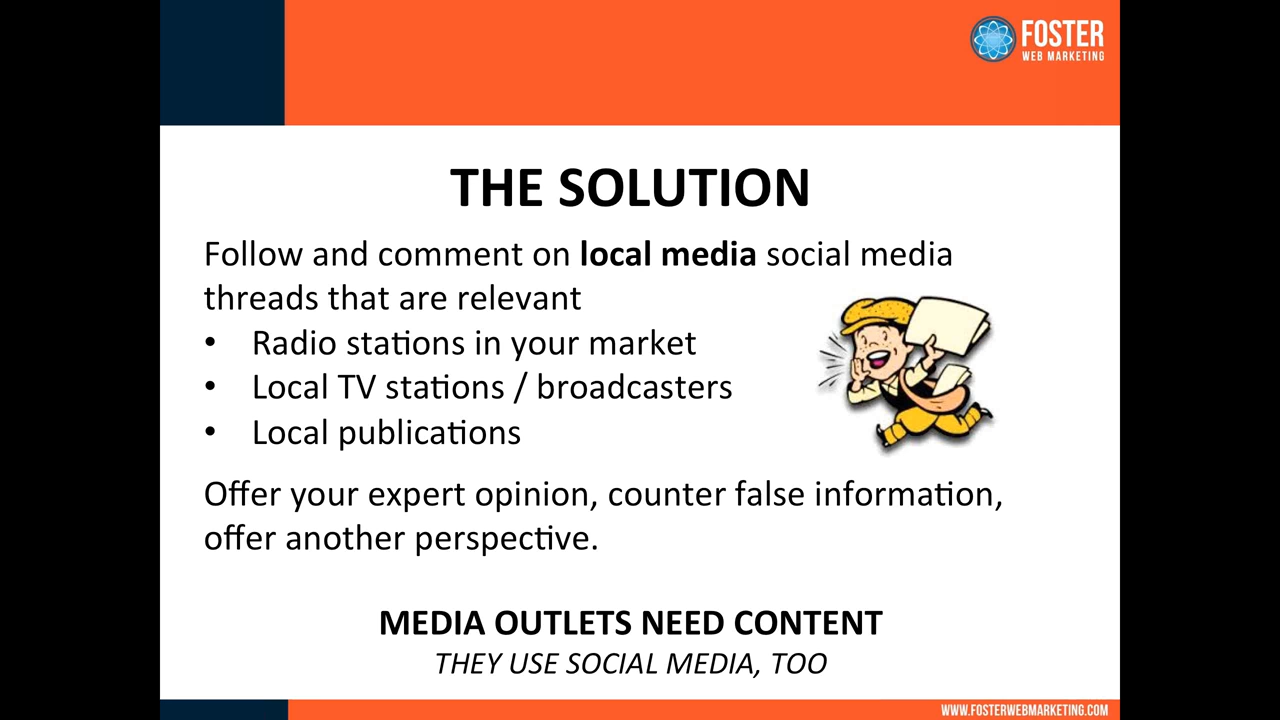 FOSTER
WEB MARKETING
THE SOLUTION
Follow and comment on local media social media
threads that are relevant
• Radio stations in your market
• Local TV stations / broadcasters
• Local publications
Offer your expert opinion, counter false information,
offer another perspective.
MEDIA OUTLETS NEED CONTENT
THEY USE SOCIAL MEDIA, TOO
WWW.FOSTERWEBMARKETING.COM